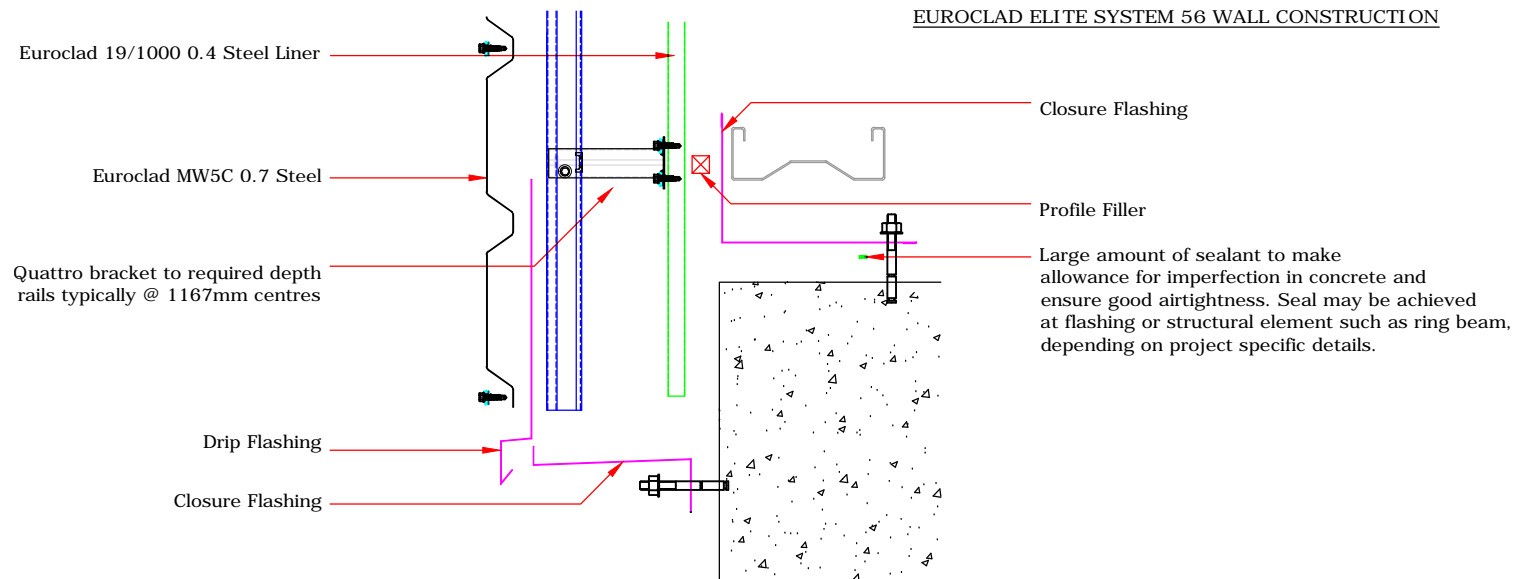 EUROCLAD ELITE SYSTEM 56 WALL CONSTRUCTION
Euroclad 19/1000 0.4 Steel Liner
Euroclad MW5C 0.7 Steel
Quattro bracket to required depth
rails typically @ 1167mm centres
Drip Flashing
Closure Flashing
Closure Flashing
Profile Filler
Large amount of sealant to make
allowance for imperfection in concrete and
ensure good airtightness. Seal may be achieved
at flashing or structural element such as ring beam,
depending on project specific details.